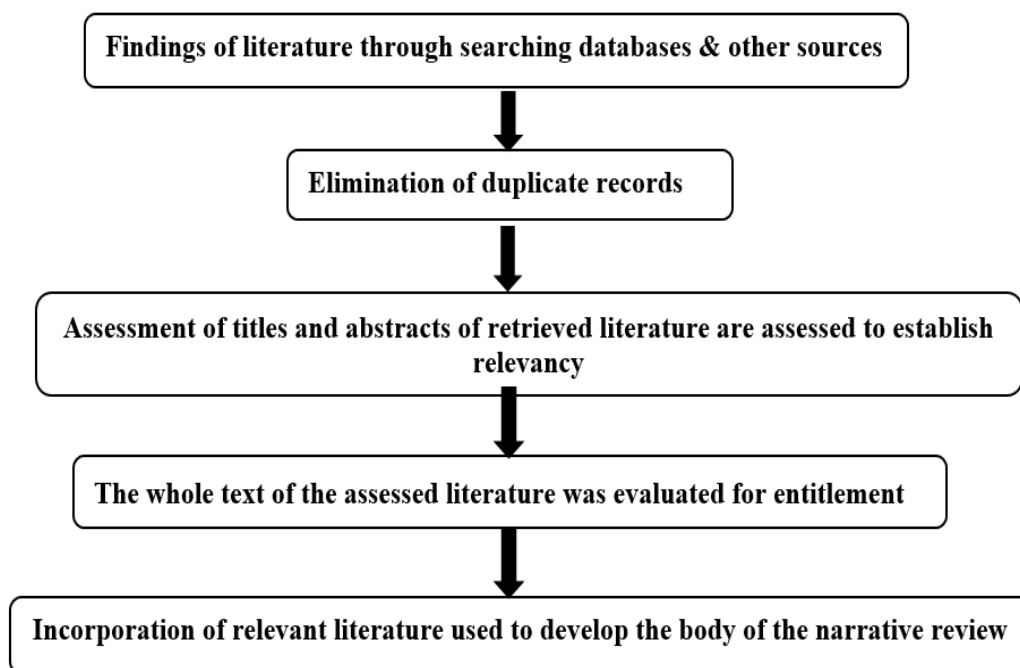 Findings of literature through searching databases & other sources
Elimination of duplicate records
Assessment of titles and abstracts of retrieved literature are assessed to establish
relevancy
The whole text of the assessed literature was evaluated for entitlement
Incorporation of relevant literature used to develop the body of the narrative review